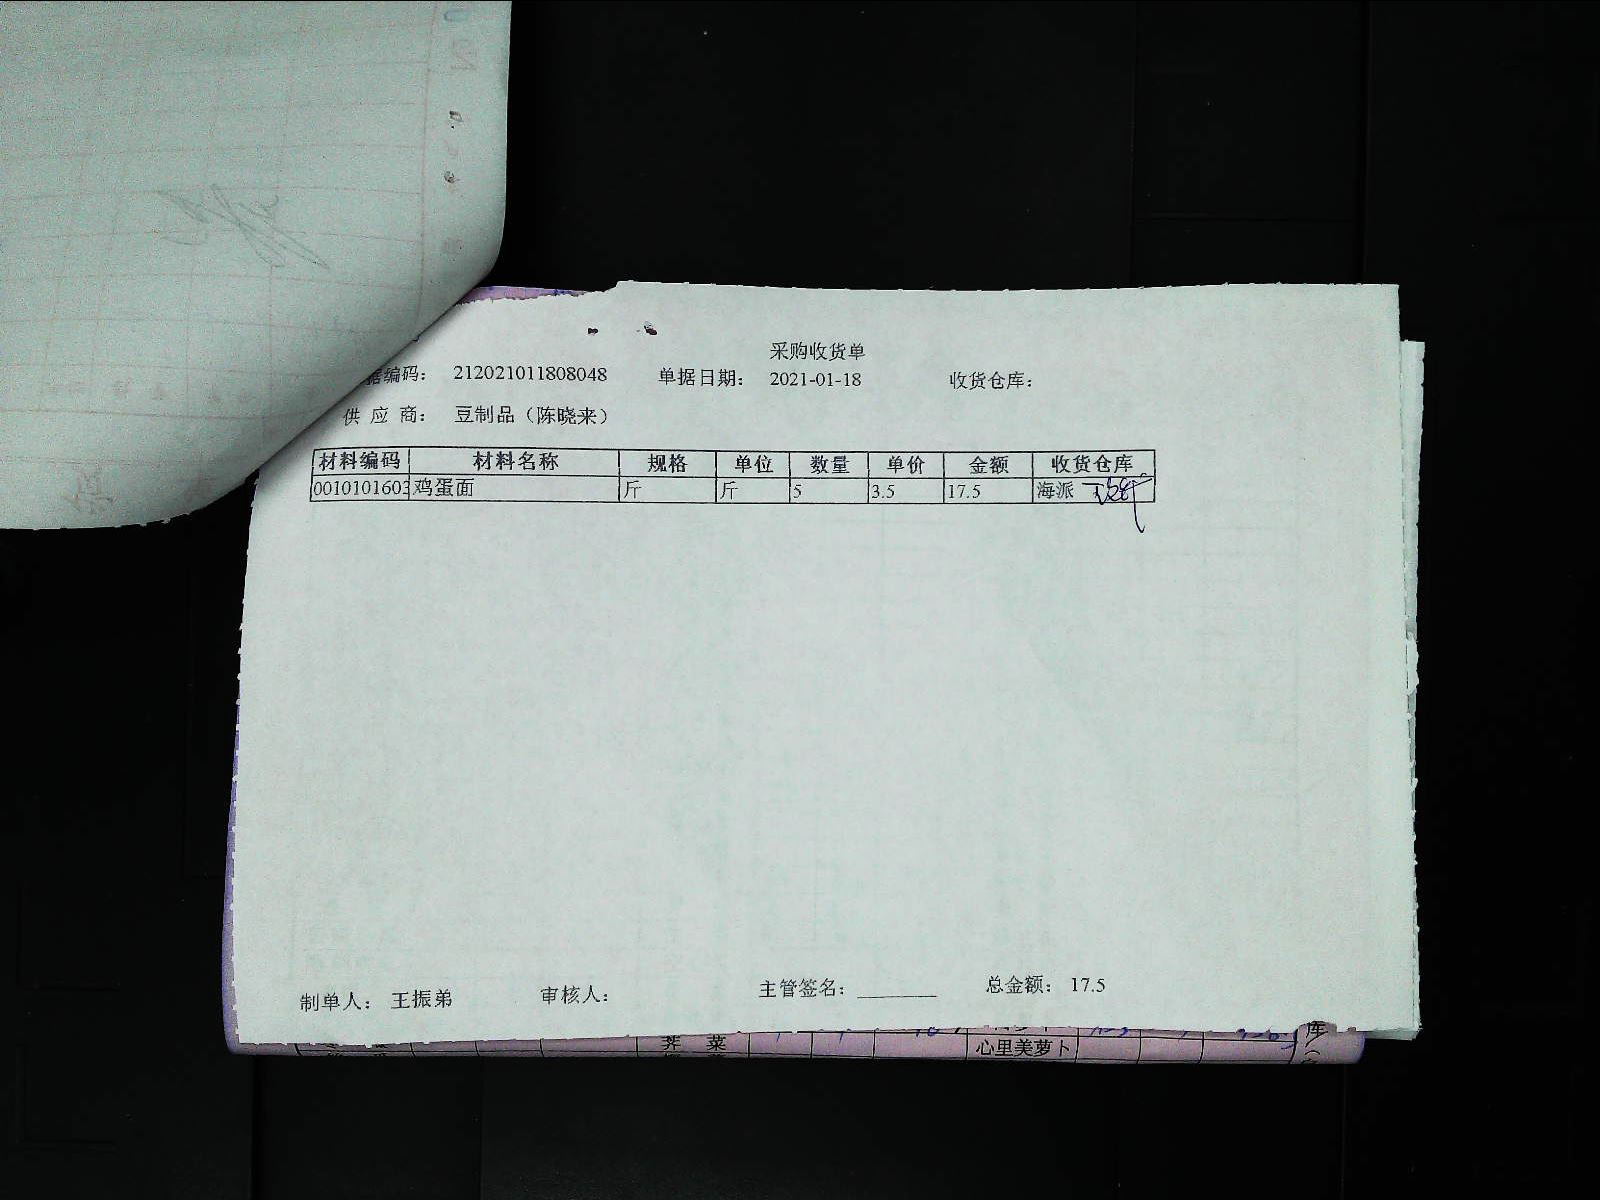 采购收货单
据编码： 212021011808048 单据日期： 2021-01-18 收货仓库：
供 应 商： 豆制品（陈晓来）
材料编码 材料名称 规格 单位 数量 单价 金额 收货仓库
0010101603 鸡蛋面 斤 斤 5 3.5 17.5 海派
制单人： 王振弟 审核人： 主管签名： ________ 总金额： 17.5
荠 菜
心里美萝卜
库